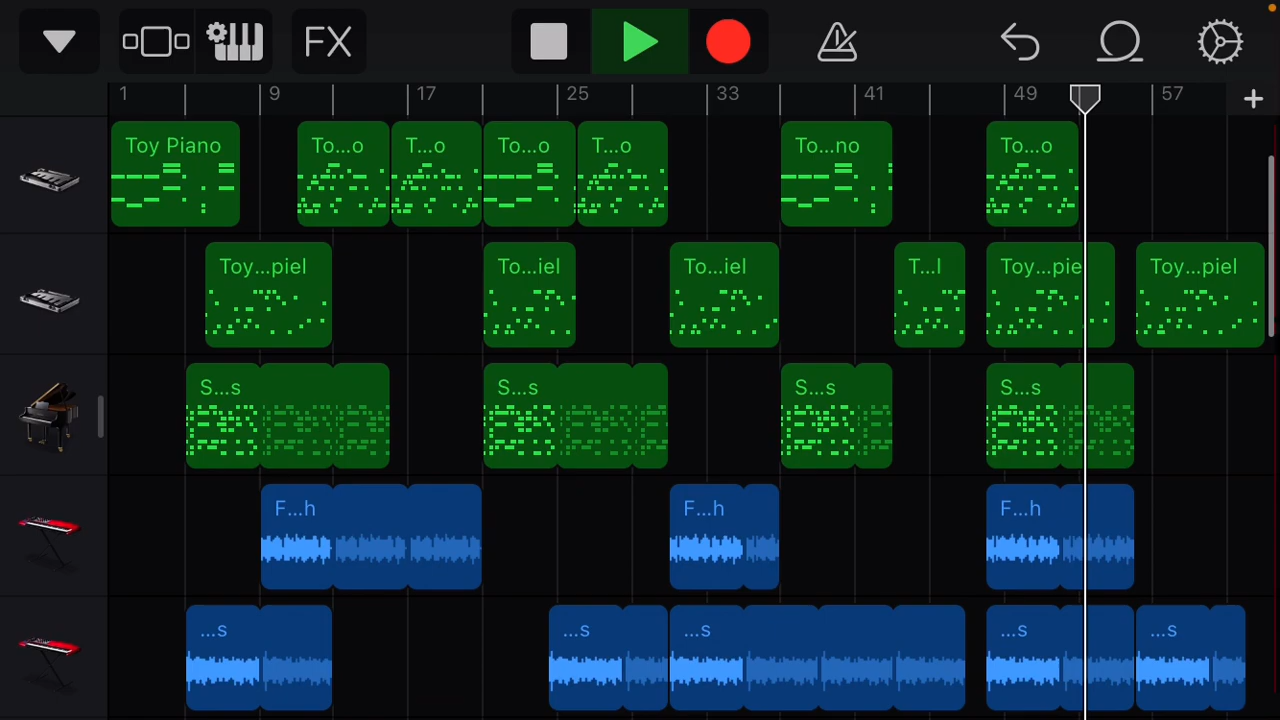 FX
1 9 17 25 33 41 49 57 +
Toy Piano To...o T...o To...o T...o To...no To...o
Toy...piel To...iel To...iel T...l Toy...pie Toy...piel
S...s S...s S...s S...s
F...h F...h F...h
...s ...s ...s ...s ...s